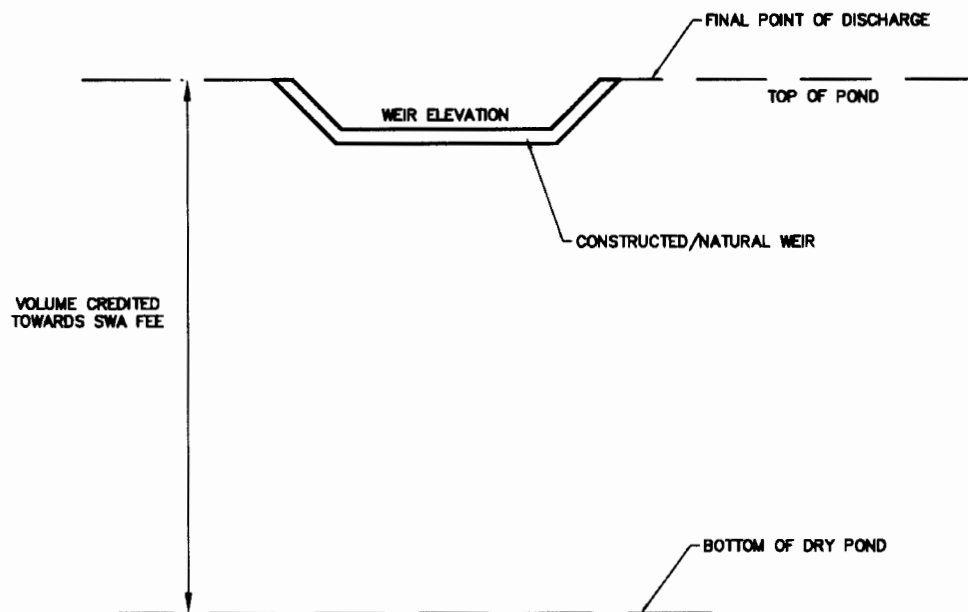 FINAL POINT OF DISCHARGE
TOP OF POND
WEIR ELEVATION
CONSTRUCTED/NATURAL WEIR
VOLUME CREDITED
TOWARDS SWA FEE
BOTTOM OF DRY POND